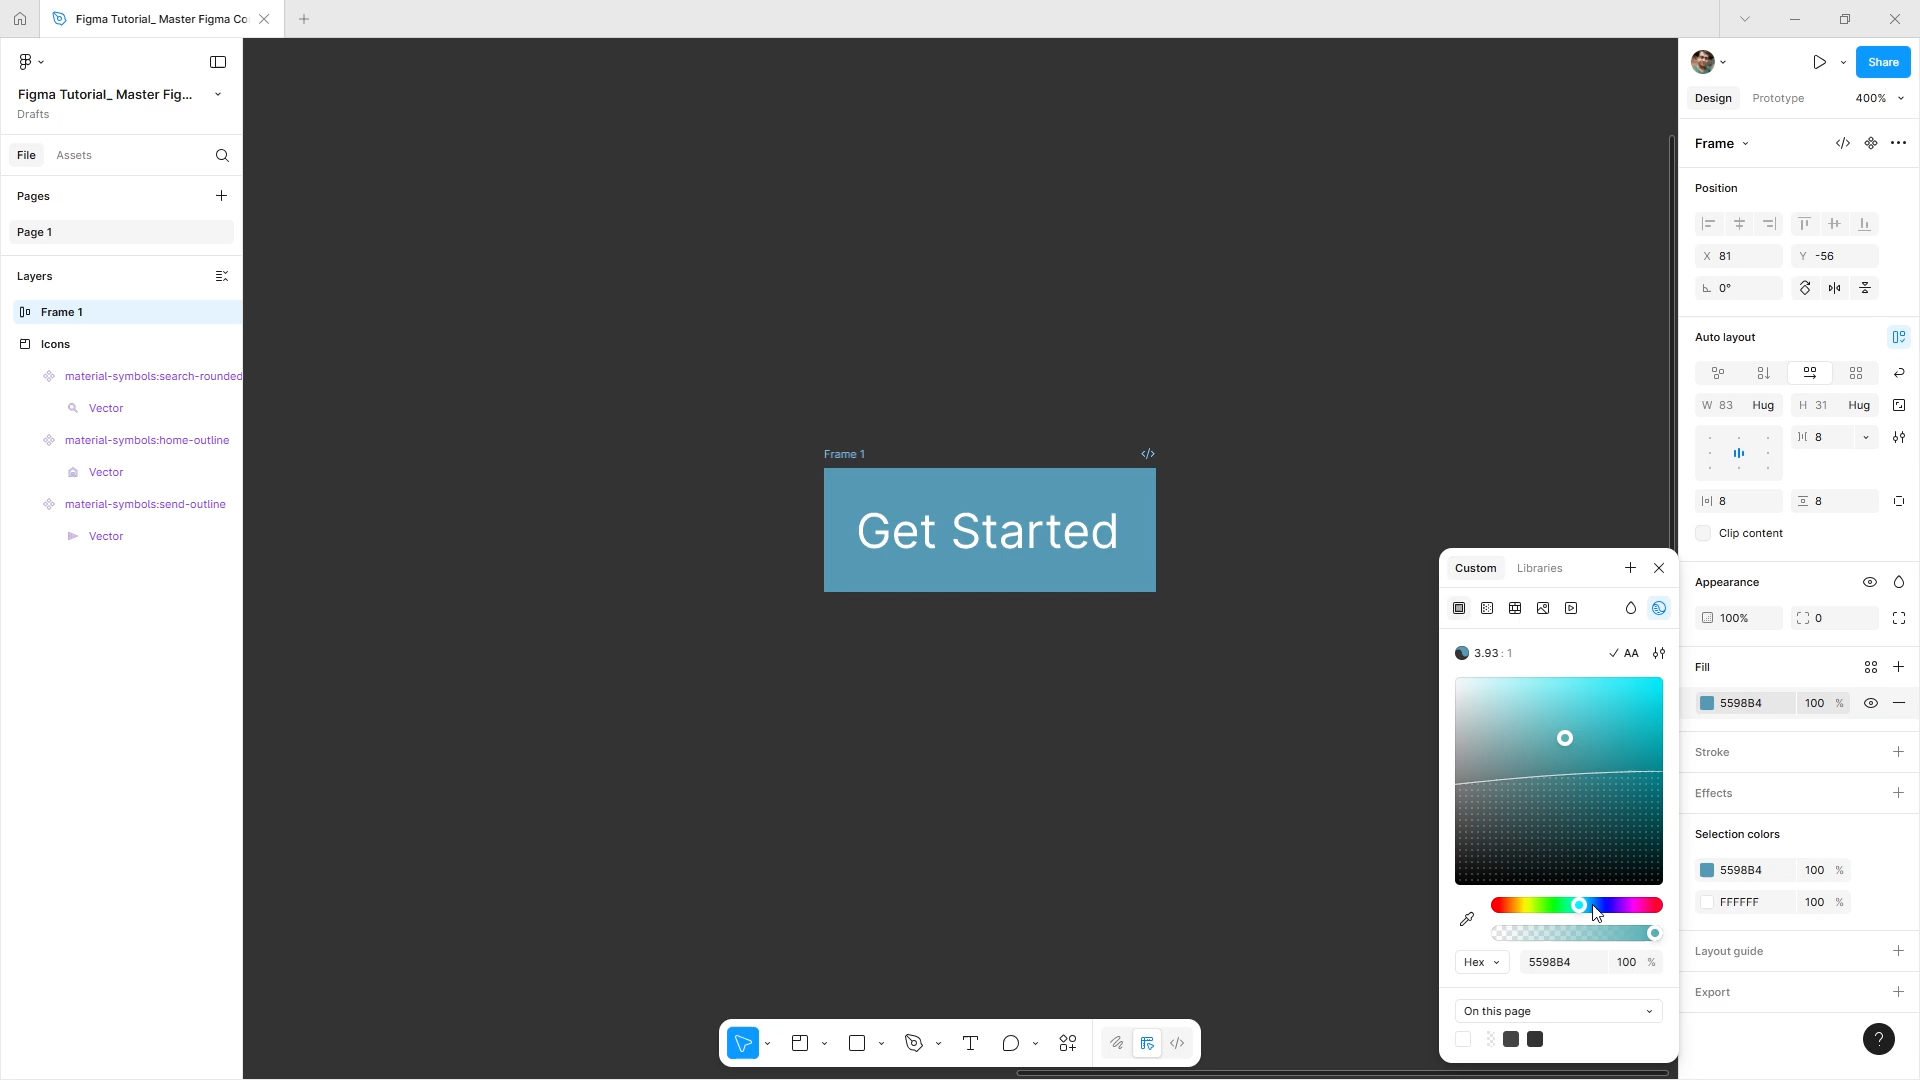 Figma Tutorial_ Master Figma Co
Figma Tutorial_ Master Fig...
Drafts
File
Assets
Pages
Page 1
Layers
Frame 1
Icons
material-symbols:search-rounded
Vector
material-symbols:home-outline
Vector
material-symbols:send-outline
Vector
Frame 1
Get Started
Share
Design
Prototype
400%
Frame
Position
X 81
Y -56
0°
Auto layout
W 83 Hug
H 31 Hug
8
8
8
Clip content
Appearance
100%
0
Fill
5598B4 100 %
Stroke
Effects
Selection colors
5598B4 100 %
FFFFFF 100 %
Layout guide
Export
?
Custom
Libraries
3.93 : 1
AA
Hex
5598B4
100 %
On this page